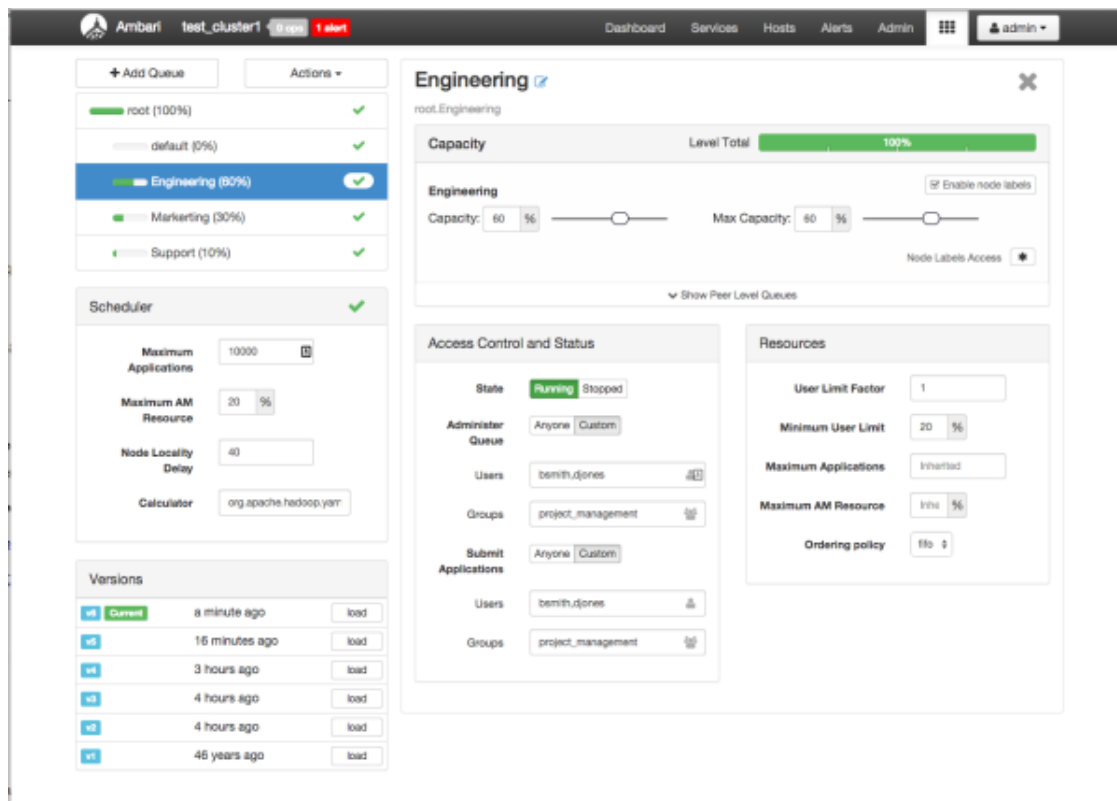 Ambari test_cluster1 0 ops 1 alert Dashboard Services Hosts Alerts Admin admin
+ Add Queue Actions
root (100%)
default (0%)
Engineering (60%)
Markerting (30%)
Support (10%)
Scheduler
Maximum Applications 10000
Maximum AM Resource 20 %
Node Locality Delay 40
Calculator org.apache.hadoop.yarn
Versions
v6 Current a minute ago load
v5 16 minutes ago load
v4 3 hours ago load
v3 4 hours ago load
v2 4 hours ago load
v1 46 years ago load
Engineering
root.Engineering
Capacity Level Total 100%
Engineering Enable node labels
Capacity: 60 % Max Capacity: 60 %
Node Labels Access
Show Peer Level Queues
Access Control and Status
State Running Stopped
Administer Queue Anyone Custom
Users bsmith,djones
Groups project_management
Submit Applications Anyone Custom
Users bsmith,djones
Groups project_management
Resources
User Limit Factor 1
Minimum User Limit 20 %
Maximum Applications Inherited
Maximum AM Resource Inhe %
Ordering policy fifo